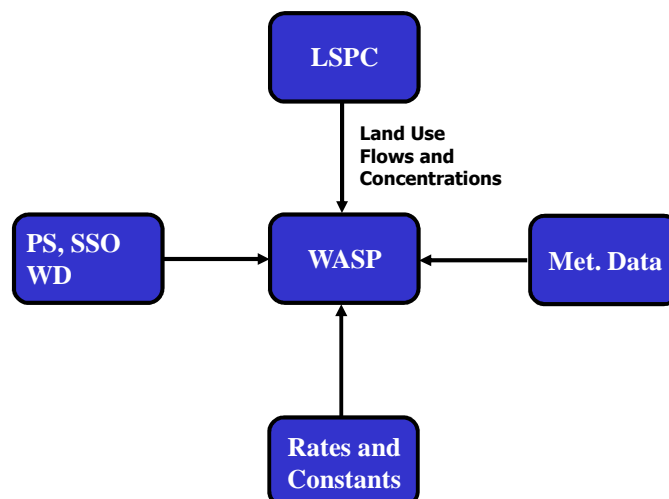 LSPC
Land Use
Flows and
Concentrations
PS, SSO
WD
WASP
Met. Data
Rates and
Constants